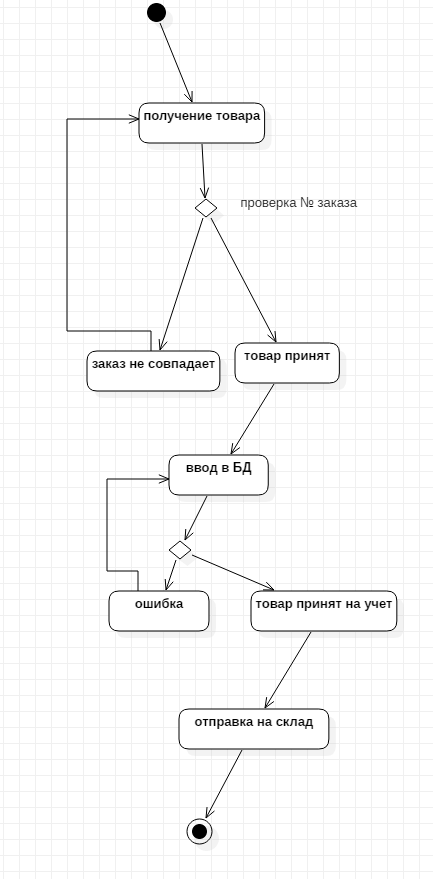 получение товара
проверка № заказа
заказ не совпадает
товар принят
ввод в БД
ошибка
товар принят на учет
отправка на склад